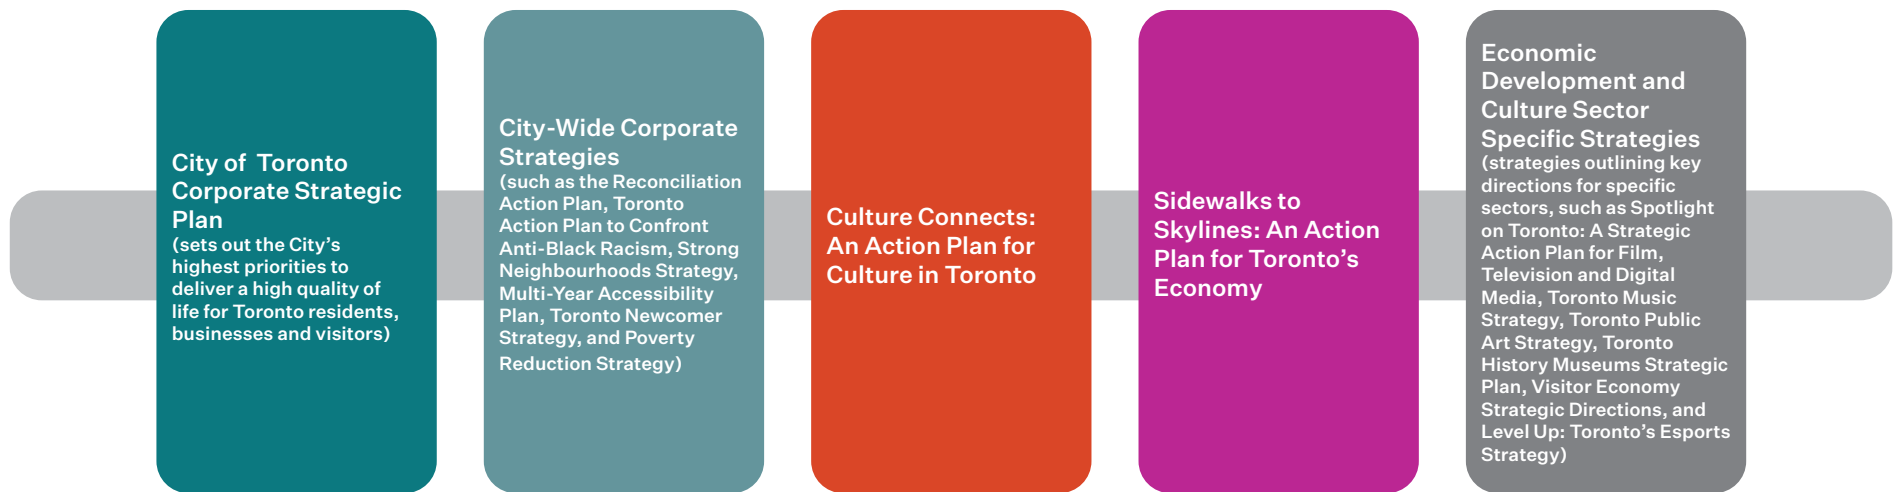 City of Toronto
Corporate Strategic
Plan
(sets out the City’s
highest priorities to
deliver a high quality of
life for Toronto residents,
businesses and visitors)
City-Wide Corporate
Strategies
(such as the Reconciliation
Action Plan, Toronto
Action Plan to Confront
Anti-Black Racism, Strong
Neighbourhoods Strategy,
Multi-Year Accessibility
Plan, Toronto Newcomer
Strategy, and Poverty
Reduction Strategy)
Culture Connects:
An Action Plan for
Culture in Toronto
Sidewalks to
Skylines: An Action
Plan for Toronto’s
Economy
Economic
Development and
Culture Sector
Specific Strategies
(strategies outlining key
directions for specific
sectors, such as Spotlight
on Toronto: A Strategic
Action Plan for Film,
Television and Digital
Media, Toronto Music
Strategy, Toronto Public
Art Strategy, Toronto
History Museums Strategic
Plan, Visitor Economy
Strategic Directions, and
Level Up: Toronto’s Esports
Strategy)